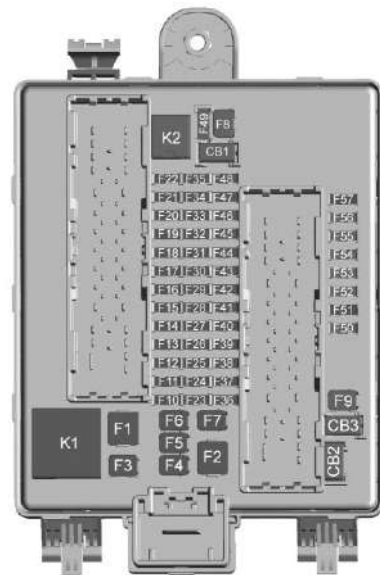 K2 F49 F8
CB1
F22 F35 F48
F21 F34 F47 F57
F20 F33 F46 F56
F19 F32 F45 F55
F18 F31 F44 F54
F17 F30 F43 F53
F16 F29 F42 F52
F15 F28 F41 F51
F14 F27 F40 F50
F13 F26 F39
F12 F25 F38
F11 F24 F37
F10 F23 F36 F9
K1 F1 F6 F7 CB3
F5
F3 F4 F2 CB2